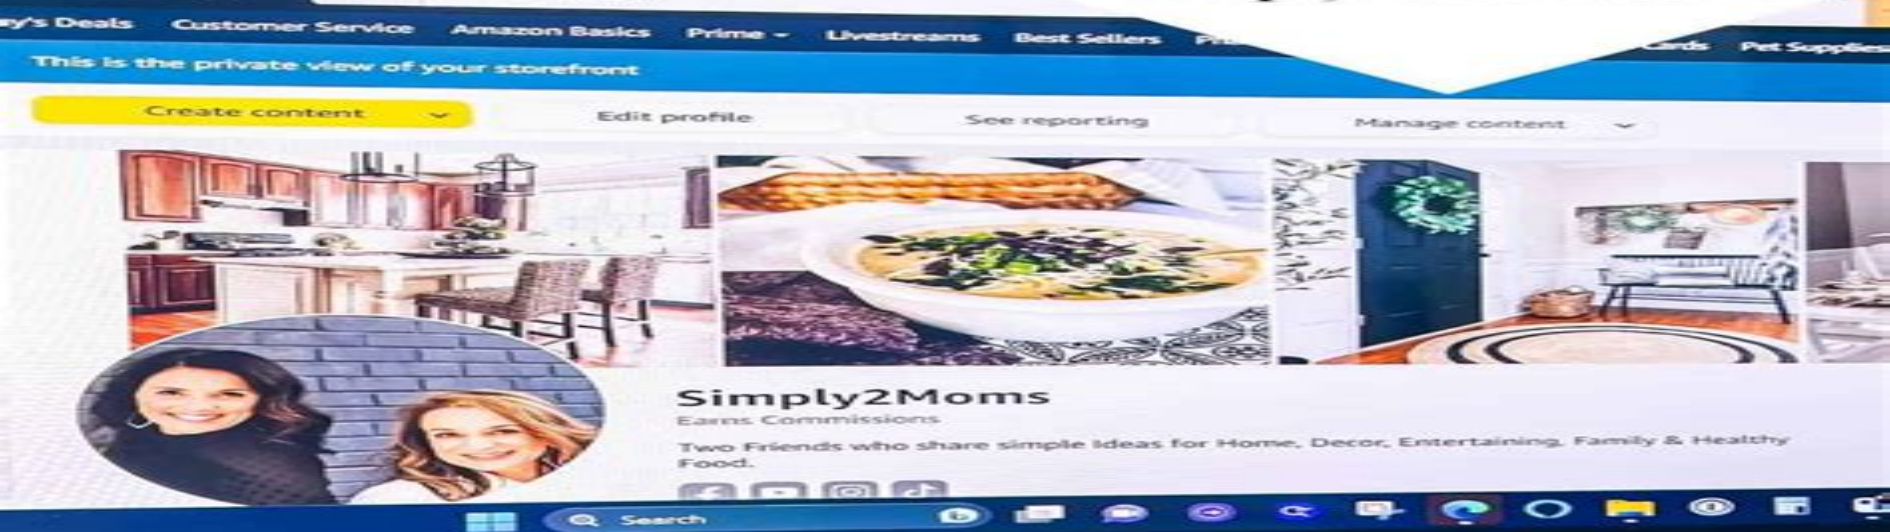 y's Deals Customer Service Amazon Basics Prime Livestreams Best Sellers Cards Pet Supplies
This is the private view of your storefront
Create content Edit profile See reporting Manage content
Simply2Moms
Earns Commissions
Two Friends who share simple Ideas for Home, Decor, Entertaining, Family & Healthy
Food.
Search